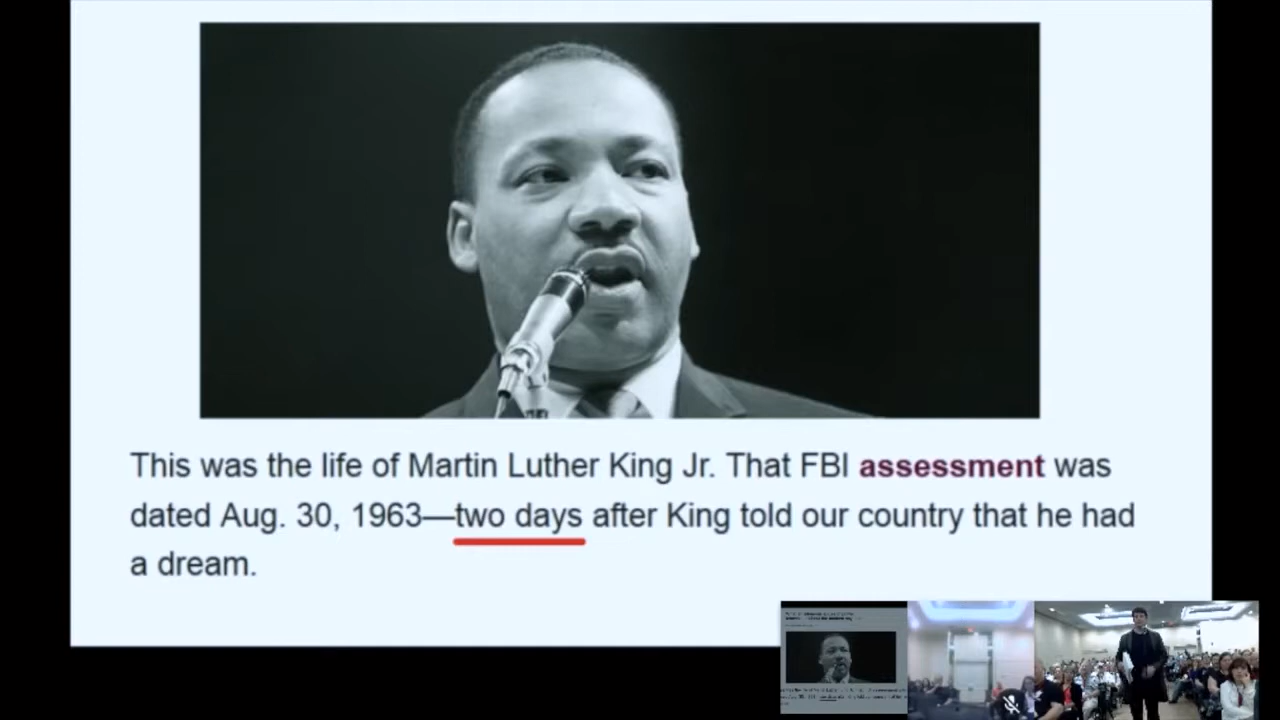 This was the life of Martin Luther King Jr. That FBI assessment was
dated Aug. 30, 1963—two days after King told our country that he had
a dream.